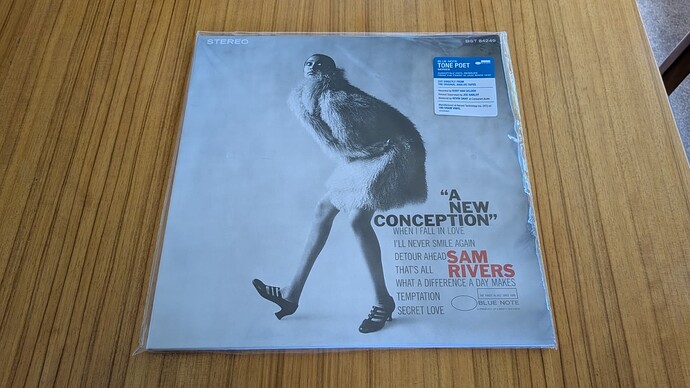 STEREO
BST 84249
BLUE NOTE
TONE POET
SERIES
"A
NEW
CONCEPTION"
WHEN I FALL IN LOVE
I'LL NEVER SMILE AGAIN
DETOUR AHEAD
THAT'S ALL
WHAT A DIFFERENCE A DAY MAKES
TEMPTATION
SECRET LOVE
SAM
RIVERS
BLUE NOTE